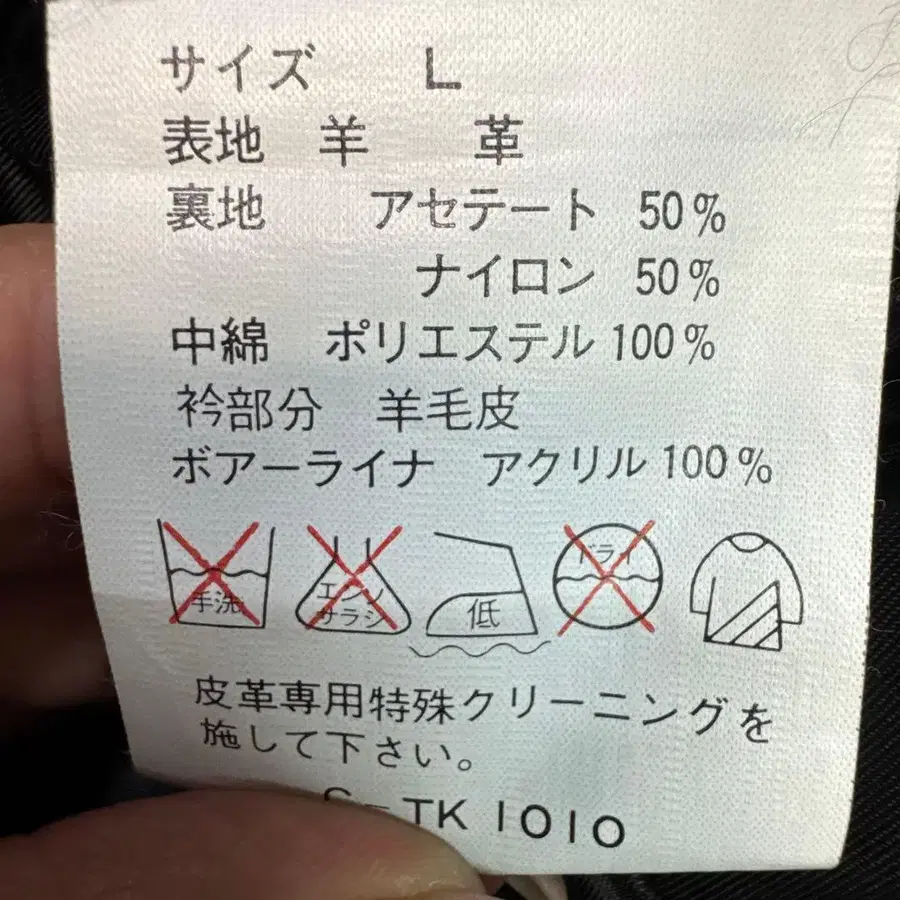 サイズ L
表地 羊 革
裏地 アセテート 50%
ナイロン 50%
中綿 ポリエステル 100%
衿部分 羊毛皮
ボアーライナ アクリル 100%
手洗 エンソサラシ 低 ドライ
皮革専用特殊クリーニングを
施して下さい。
S-TK 1010